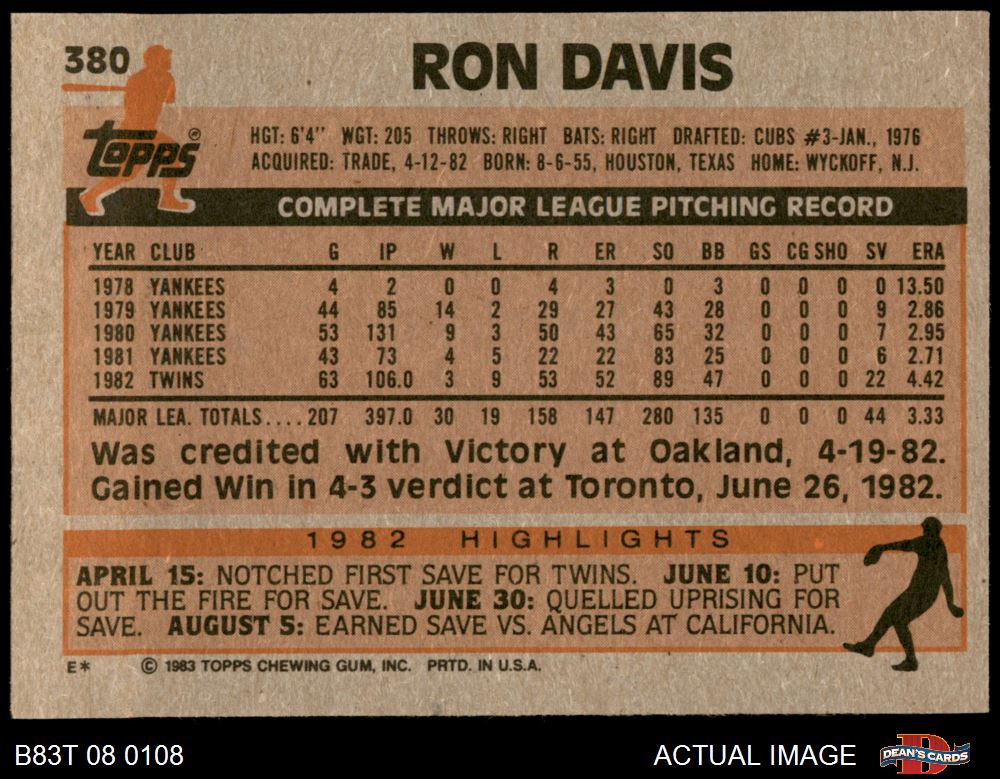 380
RON DAVIS
topps®
HGT: 6'4" WGT: 205 THROWS: RIGHT BATS: RIGHT DRAFTED: CUBS #3-JAN., 1976
ACQUIRED: TRADE, 4-12-82 BORN: 8-6-55, HOUSTON, TEXAS HOME: WYCKOFF, N.J.
COMPLETE MAJOR LEAGUE PITCHING RECORD
YEAR CLUB G IP W L R ER SO BB GS CG SHO SV ERA
1978 YANKEES 4 2 0 0 4 3 0 3 0 0 0 0 13.50
1979 YANKEES 44 85 14 2 29 27 43 28 0 0 0 9 2.86
1980 YANKEES 53 131 9 3 50 43 65 32 0 0 0 7 2.95
1981 YANKEES 43 73 4 5 22 22 83 25 0 0 0 6 2.71
1982 TWINS 63 106.0 3 9 53 52 89 47 0 0 0 22 4.42
MAJOR LEA. TOTALS.... 207 397.0 30 19 158 147 280 135 0 0 0 44 3.33
Was credited with Victory at Oakland, 4-19-82.
Gained Win in 4-3 verdict at Toronto, June 26, 1982.
1982 HIGHLIGHTS
APRIL 15: NOTCHED FIRST SAVE FOR TWINS. JUNE 10: PUT
OUT THE FIRE FOR SAVE. JUNE 30: QUELLED UPRISING FOR
SAVE. AUGUST 5: EARNED SAVE VS. ANGELS AT CALIFORNIA.
E* © 1983 TOPPS CHEWING GUM, INC. PRTD. IN U.S.A.
B83T 08 0108
ACTUAL IMAGE
D
DEAN'S CARDS